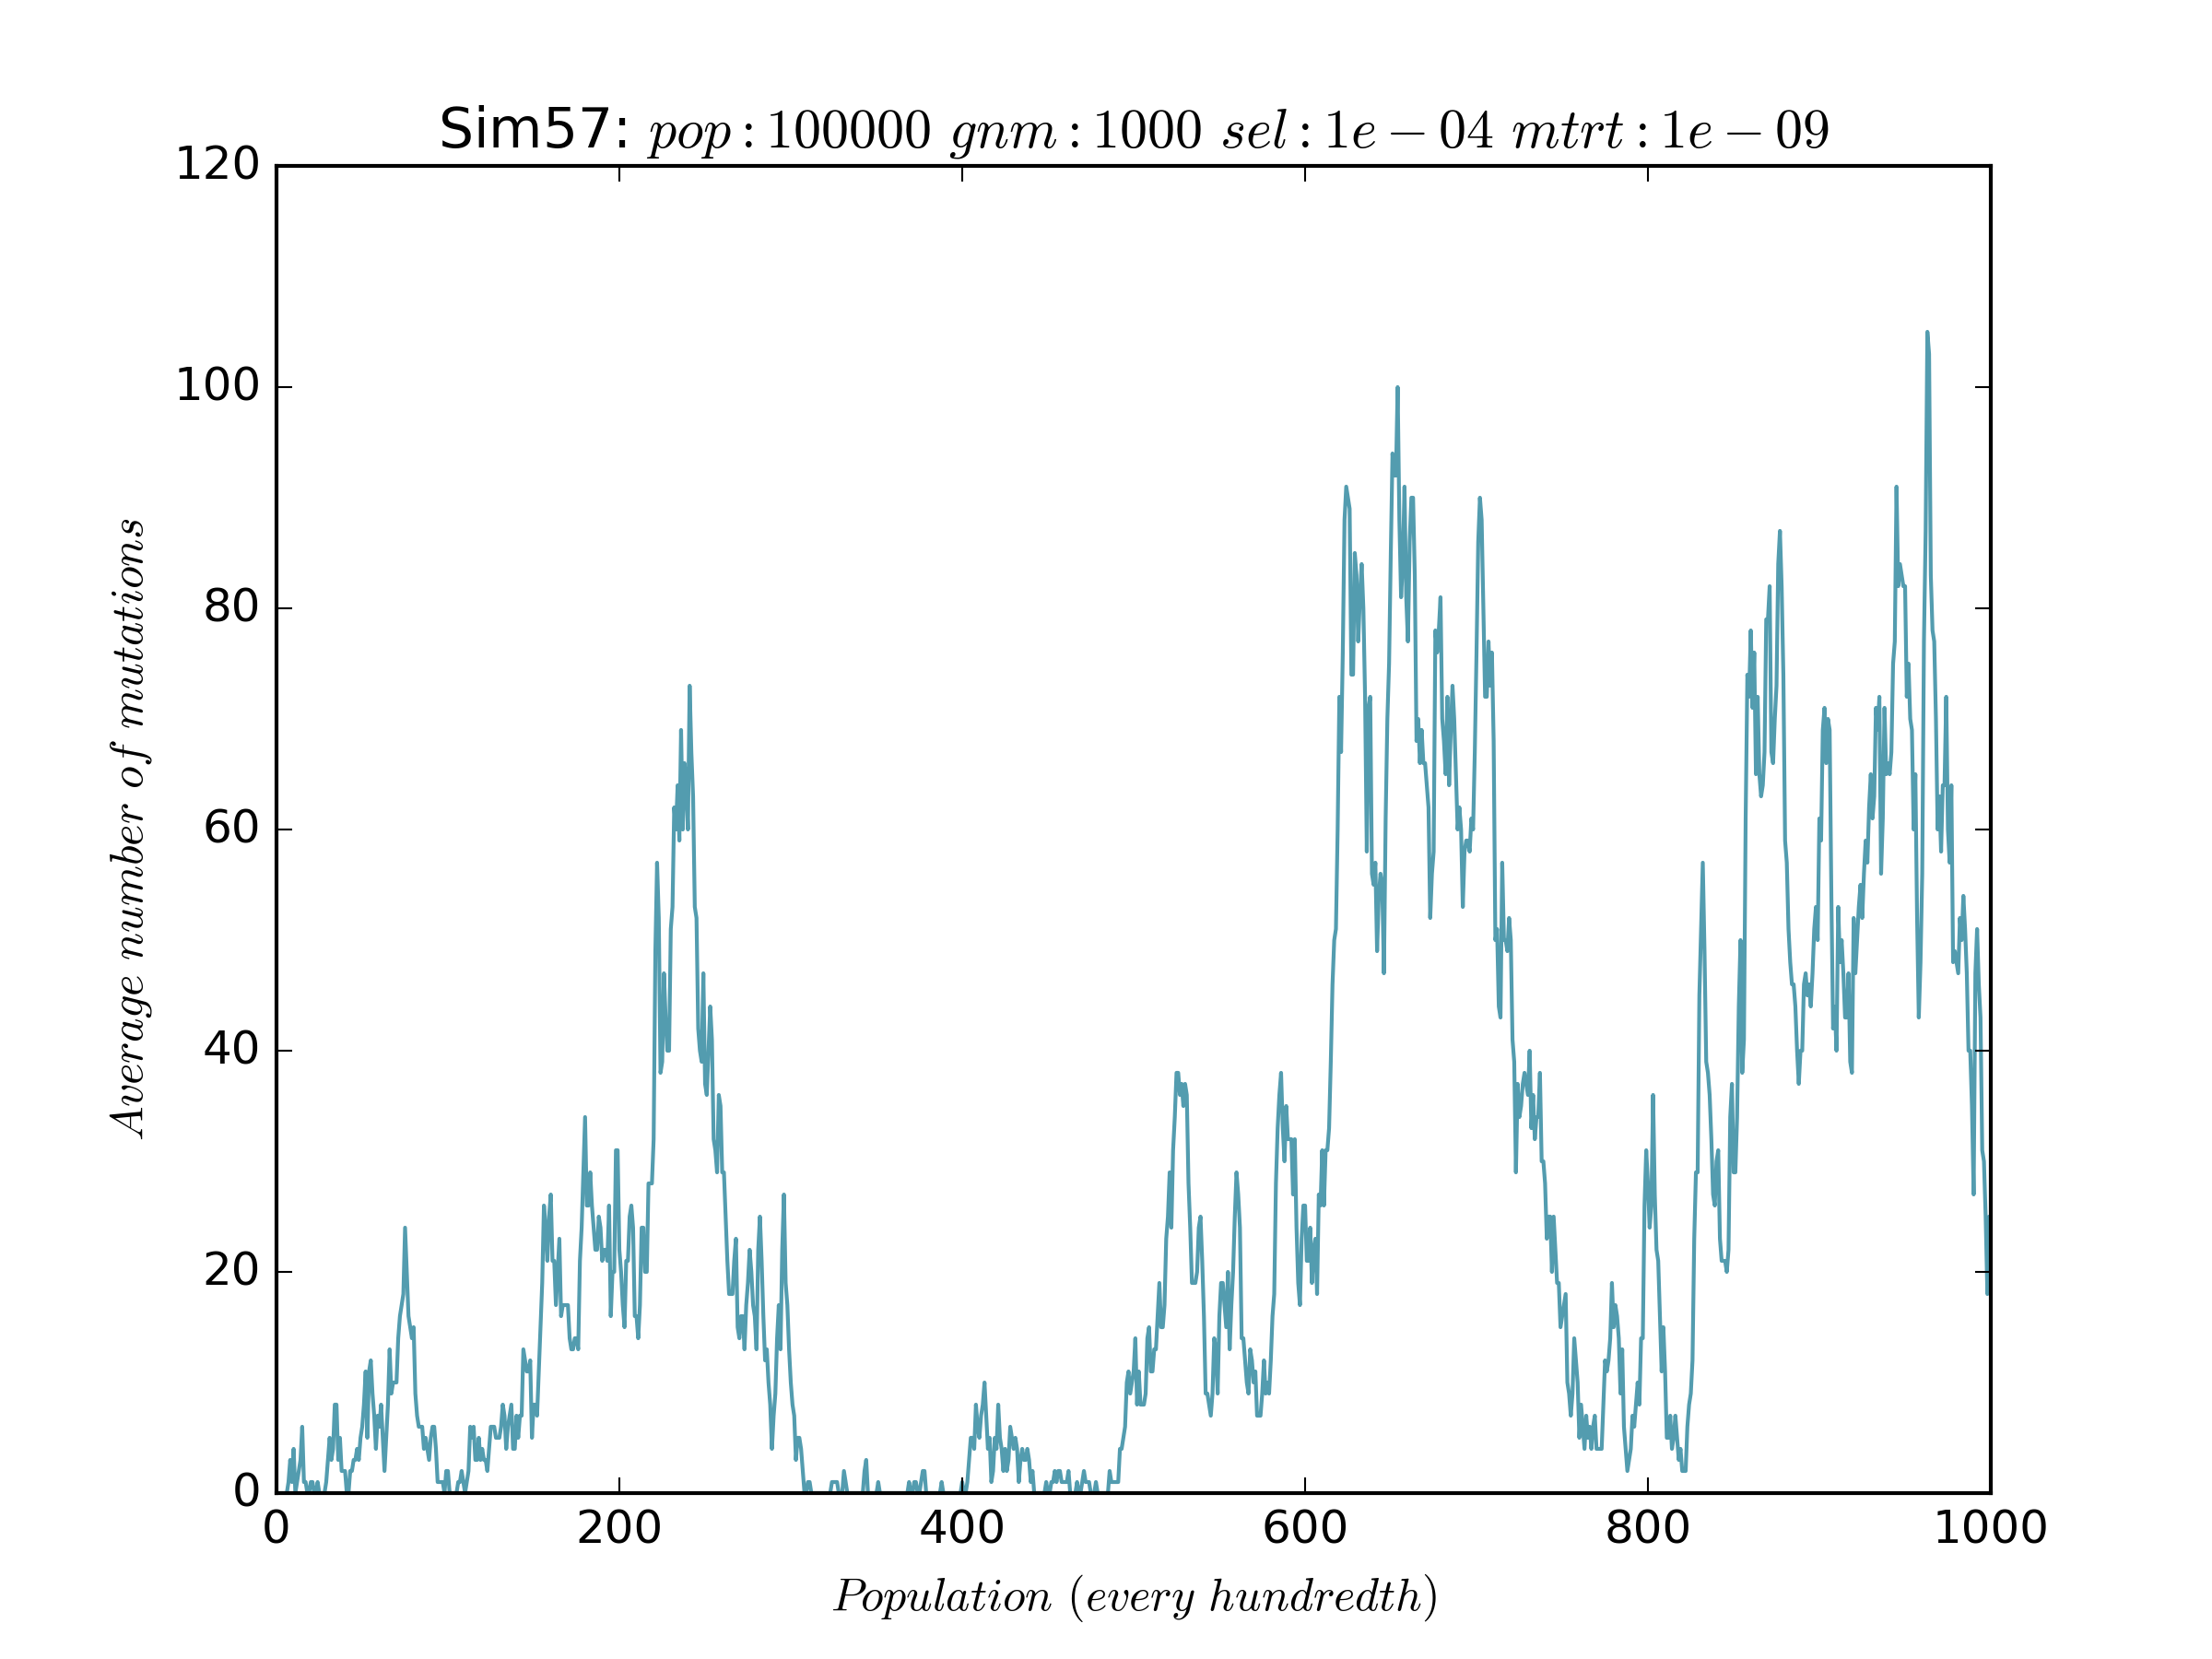 Sim57: pop : 100000 gnm : 1000 sel : 1e − 04 mtrt : 1e − 09
120
100
80
60
40
20
0
Average number of mutations
0 200 400 600 800 1000
Population (every hundredth)